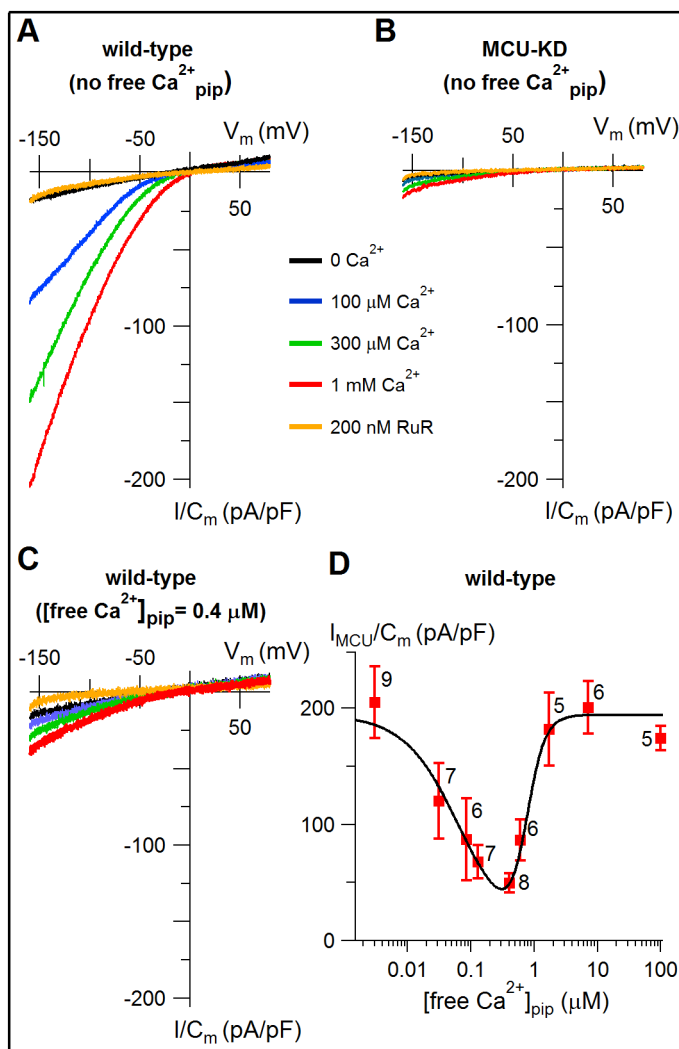 A
wild-type
(no free Ca²⁺pip)
-150 -50 Vm (mV)
50
-100
-200
I/Cm (pA/pF)
B
MCU-KD
(no free Ca²⁺pip)
-150 -50 Vm (mV)
50
-100
-200
I/Cm (pA/pF)
0 Ca²⁺
100 μM Ca²⁺
300 μM Ca²⁺
1 mM Ca²⁺
200 nM RuR
C
wild-type
([free Ca²⁺]pip= 0.4 μM)
-150 -50 Vm (mV)
50
-100
-200
I/Cm (pA/pF)
D
wild-type
IMCU/Cm (pA/pF)
200
100
0
9
7
6
7
8
6
5
6
5
0.01 0.1 1 10 100
[free Ca²⁺]pip (μM)